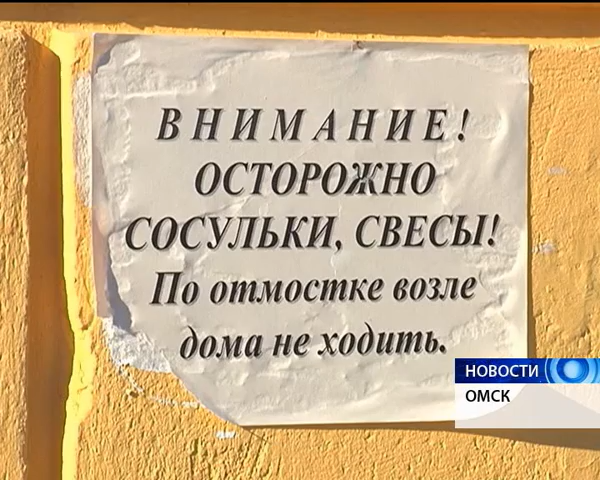 ВНИМАНИЕ!
ОСТОРОЖНО
СОСУЛЬКИ, СВЕСЫ!
По отмостке возле
дома не ходить.
НОВОСТИ
ОМСК